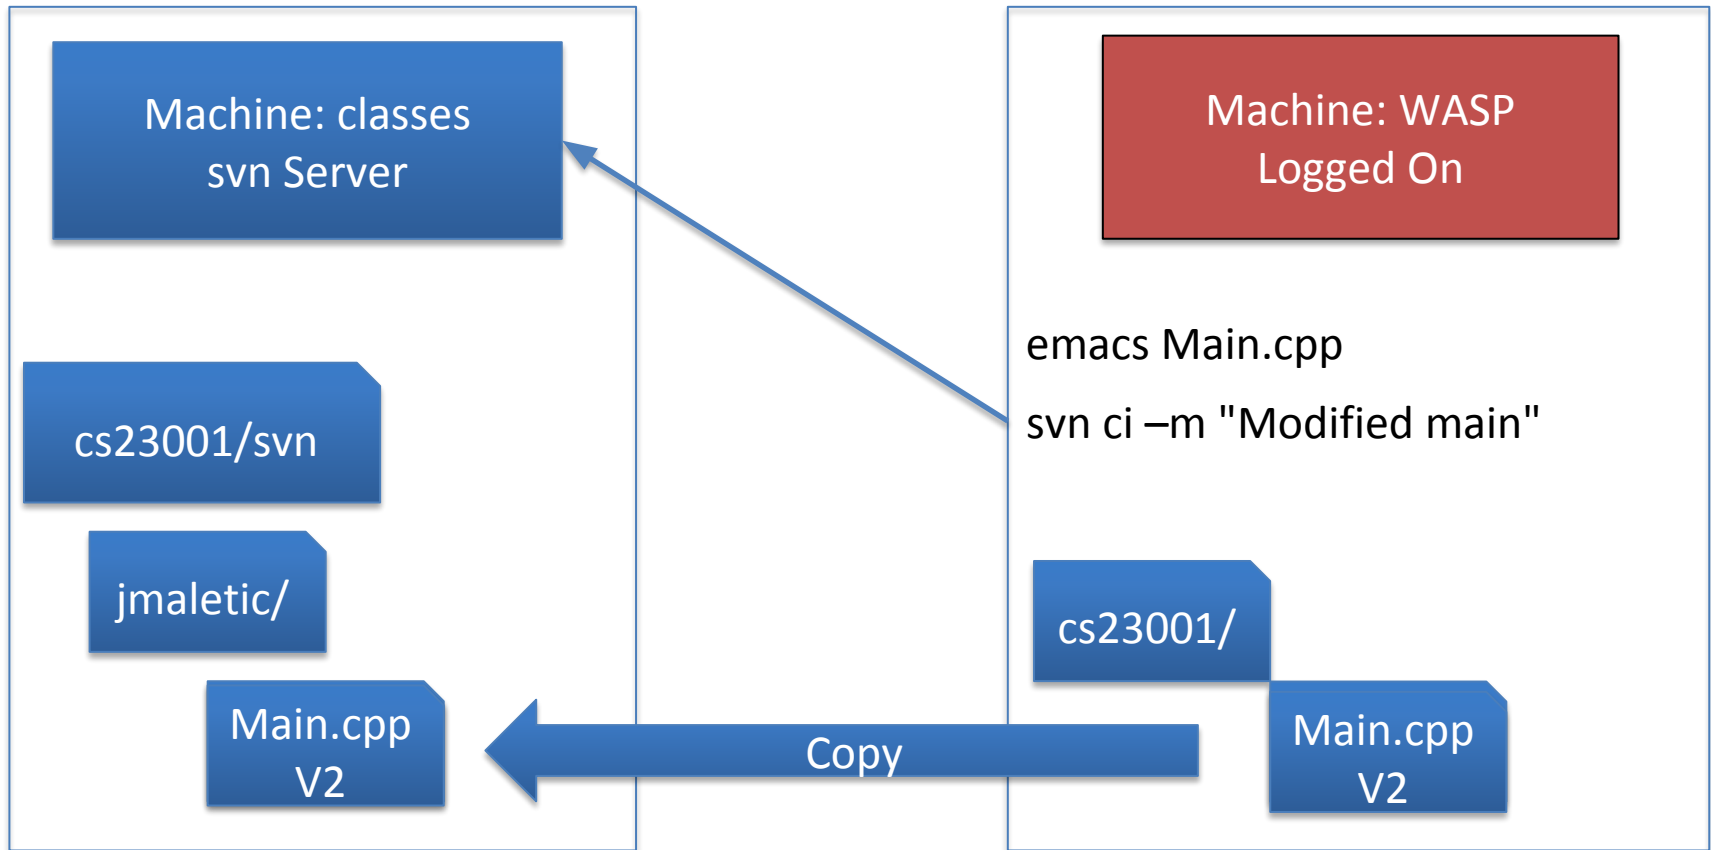 Machine: classes
svn Server
cs23001/svn
jmaletic/
Main.cpp
V2
Copy
Machine: WASP
Logged On
emacs Main.cpp
svn ci –m "Modified main"
cs23001/
Main.cpp
V2